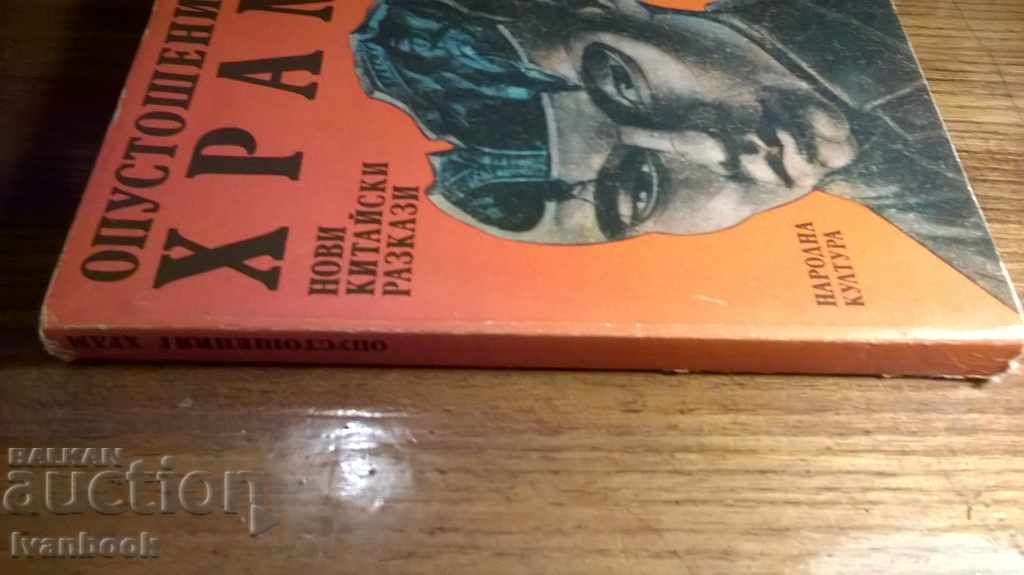 ОПУСТОШЕНИ
ХРАМ
НОВИ
КИТАЙСКИ
РАЗКАЗИ
НАРОДНА
КУЛТУРА
ОПУСТОШЕНИЯТ ХРАМ
BALKAN
auction
Ivanbook